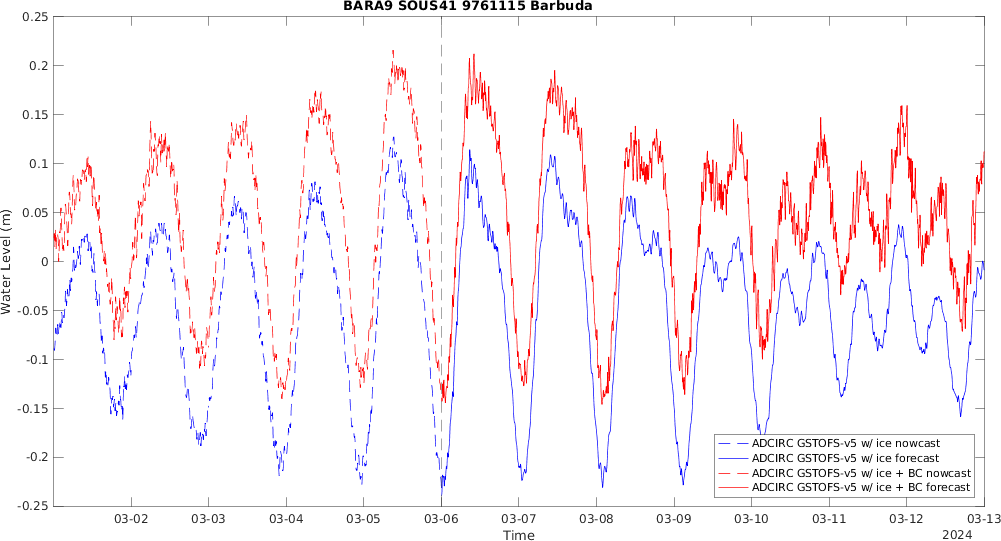 BARA9 SOUS41 9761115 Barbuda
0.25
0.2
0.15
0.1
0.05
0
-0.05
-0.1
-0.15
-0.2
-0.25
Water Level (m)
ADCIRC GSTOFS-v5 w/ ice nowcast
ADCIRC GSTOFS-v5 w/ ice forecast
ADCIRC GSTOFS-v5 w/ ice + BC nowcast
ADCIRC GSTOFS-v5 w/ ice + BC forecast
03-02 03-03 03-04 03-05 03-06 03-07 03-08 03-09 03-10 03-11 03-12 03-13
Time
2024